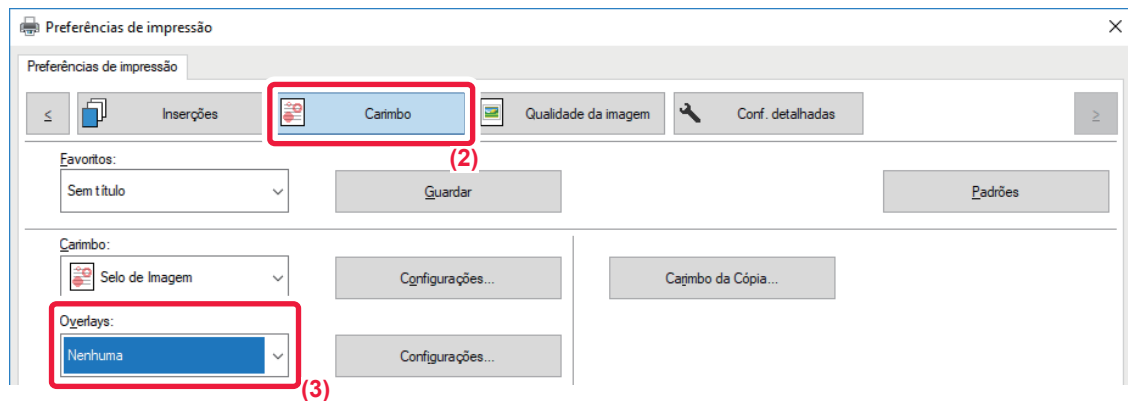 Preferências de impressão
Preferências de impressão
< Inserções Carimbo Qualidade da imagem Conf. detalhadas >
(2)
Favoritos:
Sem título Guardar Padrões
Carimbo:
Selo de Imagem Configurações... Carimbo da Cópia...
Overlays:
Nenhuma Configurações...
(3)